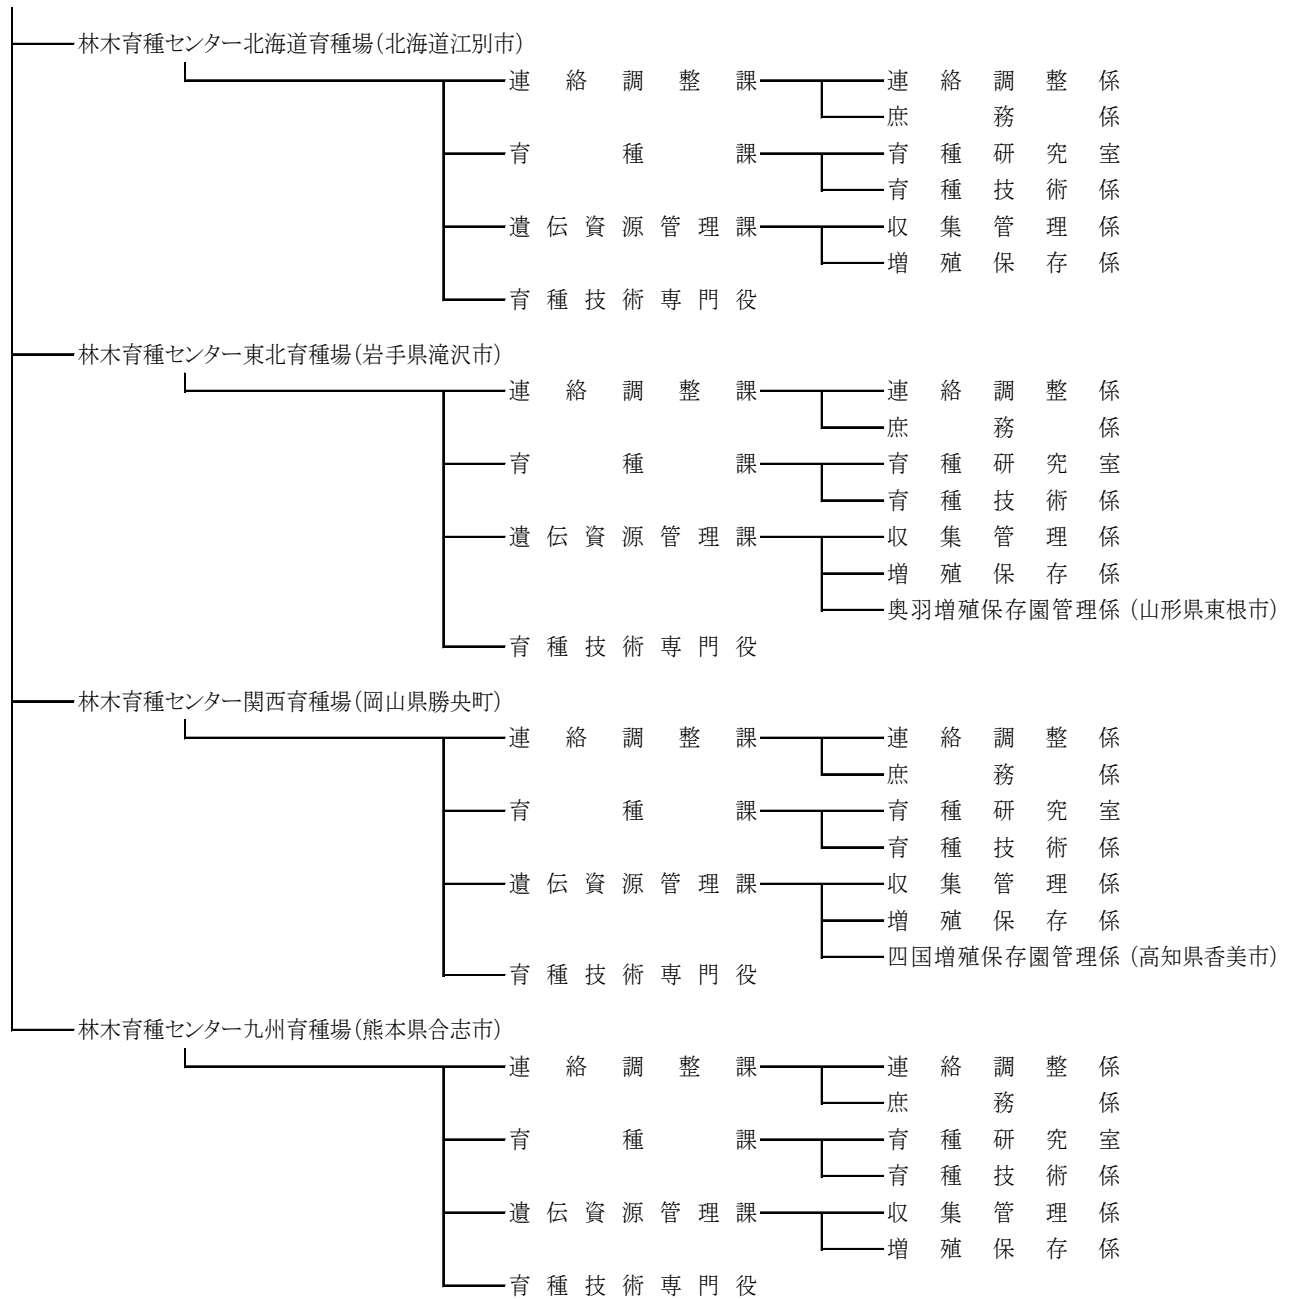 林木育種センター北海道育種場(北海道江別市)
連絡調整課 連絡調整係
庶務係
育種課 育種研究室
育種技術係
遺伝資源管理課 収集管理係
増殖保存係
育種技術専門役
林木育種センター東北育種場(岩手県滝沢市)
連絡調整課 連絡調整係
庶務係
育種課 育種研究室
育種技術係
遺伝資源管理課 収集管理係
増殖保存係
奥羽増殖保存園管理係(山形県東根市)
育種技術専門役
林木育種センター関西育種場(岡山県勝央町)
連絡調整課 連絡調整係
庶務係
育種課 育種研究室
育種技術係
遺伝資源管理課 収集管理係
増殖保存係
四国増殖保存園管理係(高知県香美市)
育種技術専門役
林木育種センター九州育種場(熊本県合志市)
連絡調整課 連絡調整係
庶務係
育種課 育種研究室
育種技術係
遺伝資源管理課 収集管理係
増殖保存係
育種技術専門役